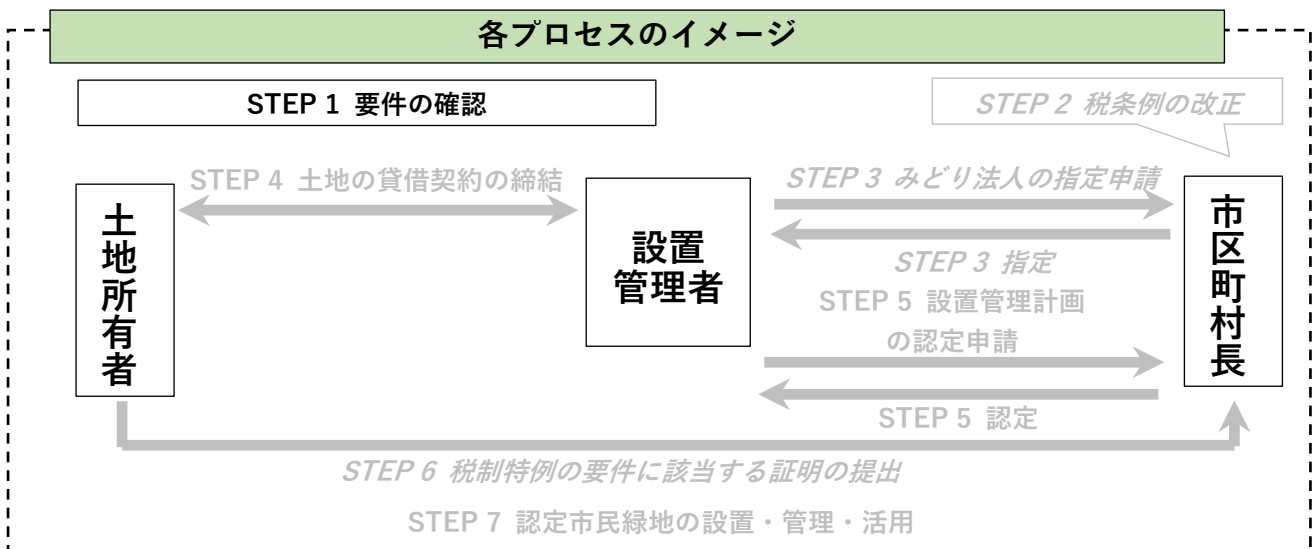 各プロセスのイメージ
STEP 1 要件の確認
STEP 2 税条例の改正
STEP 4 土地の貸借契約の締結
STEP 3 みどり法人の指定申請
土地所有者
設置
管理者
市区町村長
STEP 3 指定
STEP 5 設置管理計画
の認定申請
STEP 5 認定
STEP 6 税制特例の要件に該当する証明の提出
STEP 7 認定市民緑地の設置・管理・活用